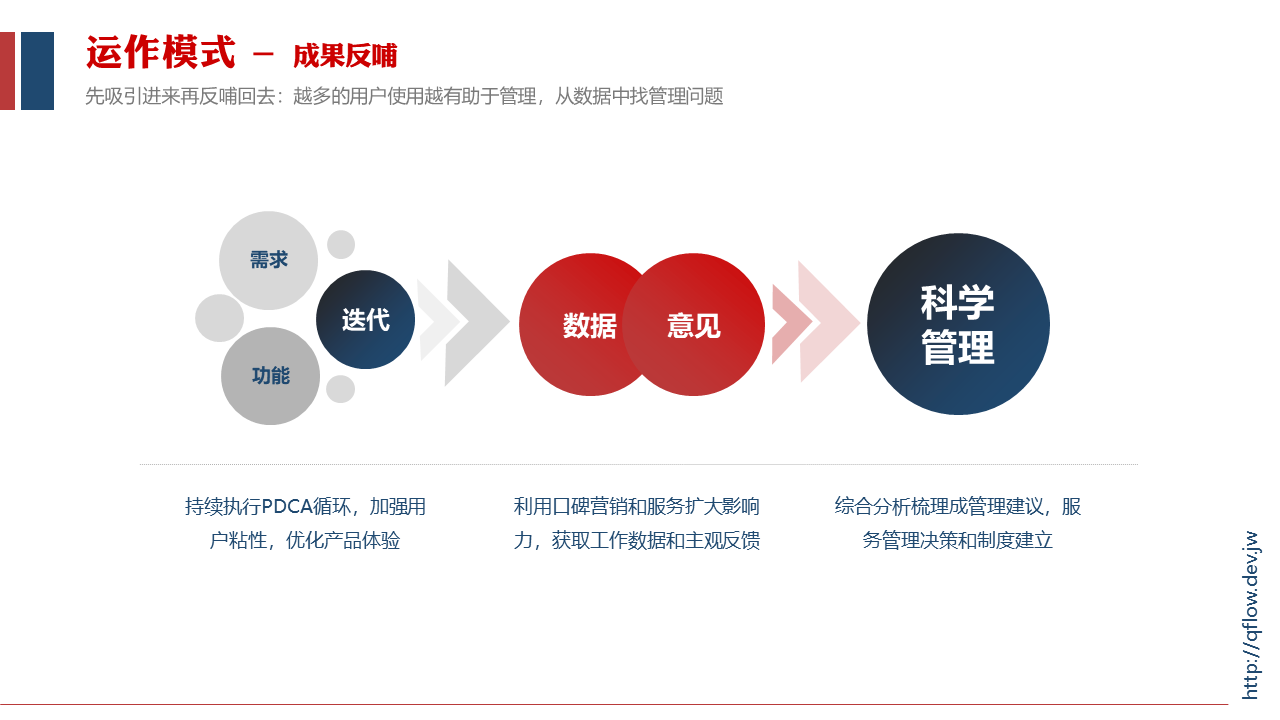 运作模式 － 成果反哺
先吸引进来再反哺回去：越多的用户使用越有助于管理，从数据中找管理问题
需求
功能
迭代
数据
意见
科学
管理
持续执行PDCA循环，加强用
户粘性，优化产品体验
利用口碑营销和服务扩大影响
力，获取工作数据和主观反馈
综合分析梳理成管理建议，服
务管理决策和制度建立
http://qflow.dev.jw